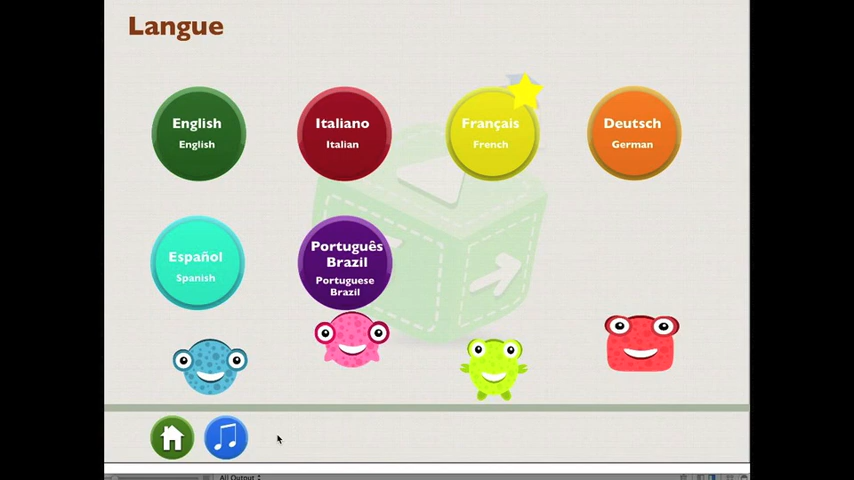 Langue
English
English
Italiano
Italian
Français
French
Deutsch
German
Español
Spanish
Português
Brazil
Portuguese
Brazil
All Output